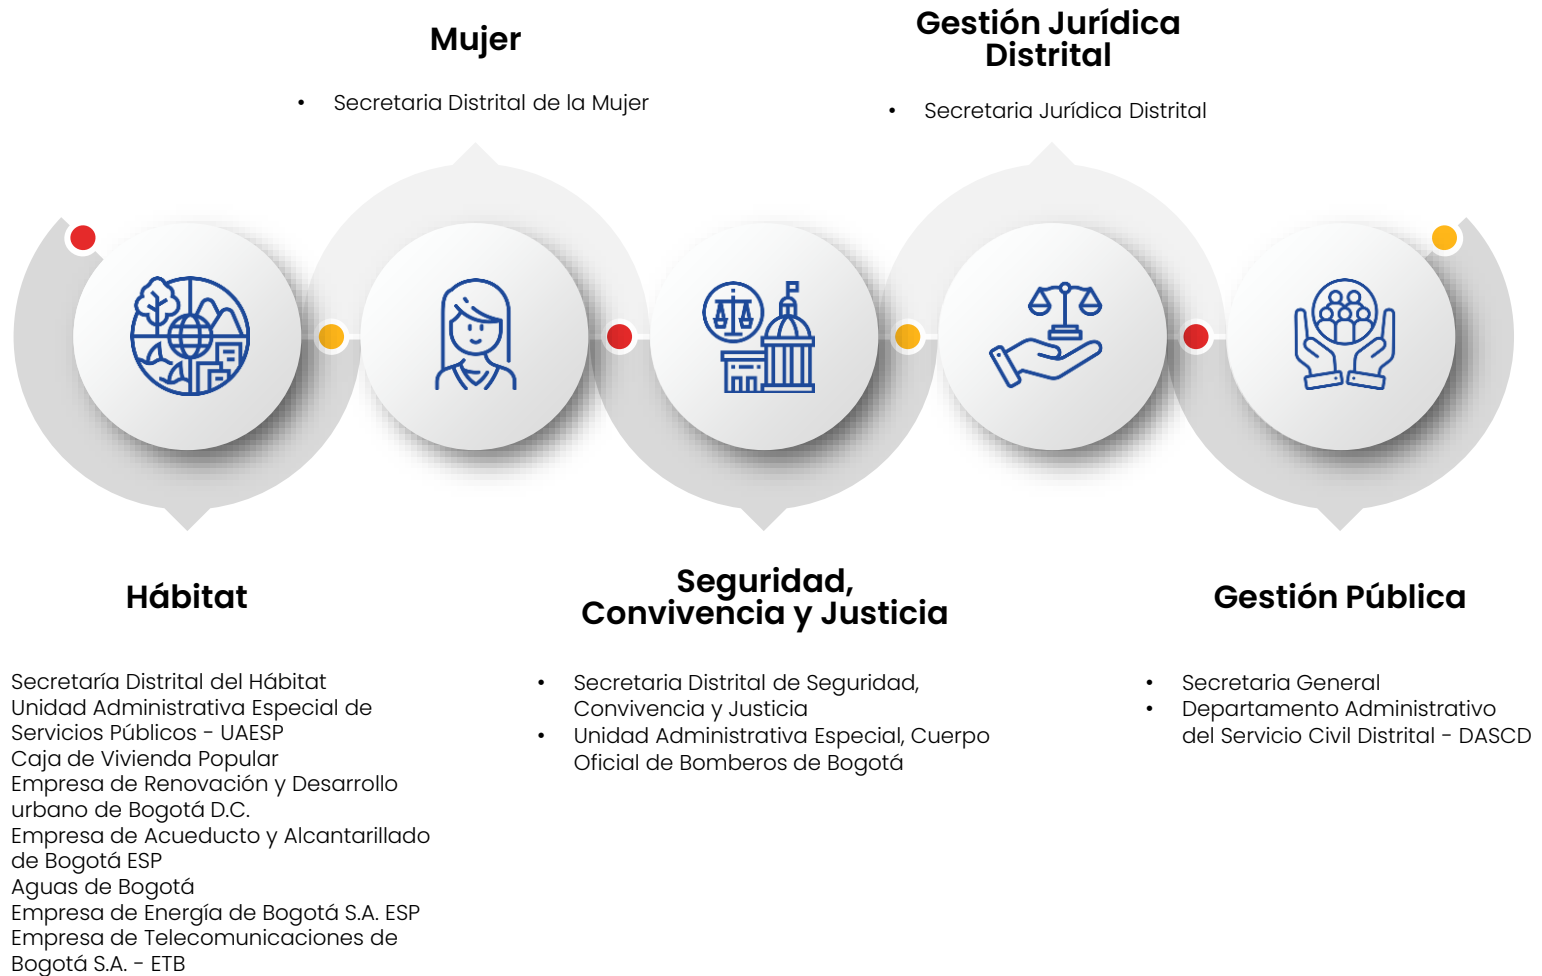 Mujer
• Secretaria Distrital de la Mujer
Gestión Jurídica
Distrital
• Secretaria Jurídica Distrital
Hábitat
Secretaría Distrital del Hábitat
Unidad Administrativa Especial de
Servicios Públicos - UAESP
Caja de Vivienda Popular
Empresa de Renovación y Desarrollo
urbano de Bogotá D.C.
Empresa de Acueducto y Alcantarillado
de Bogotá ESP
Aguas de Bogotá
Empresa de Energía de Bogotá S.A. ESP
Empresa de Telecomunicaciones de
Bogotá S.A. - ETB
Seguridad,
Convivencia y Justicia
• Secretaria Distrital de Seguridad,
Convivencia y Justicia
• Unidad Administrativa Especial, Cuerpo
Oficial de Bomberos de Bogotá
Gestión Pública
• Secretaria General
• Departamento Administrativo
del Servicio Civil Distrital - DASCD